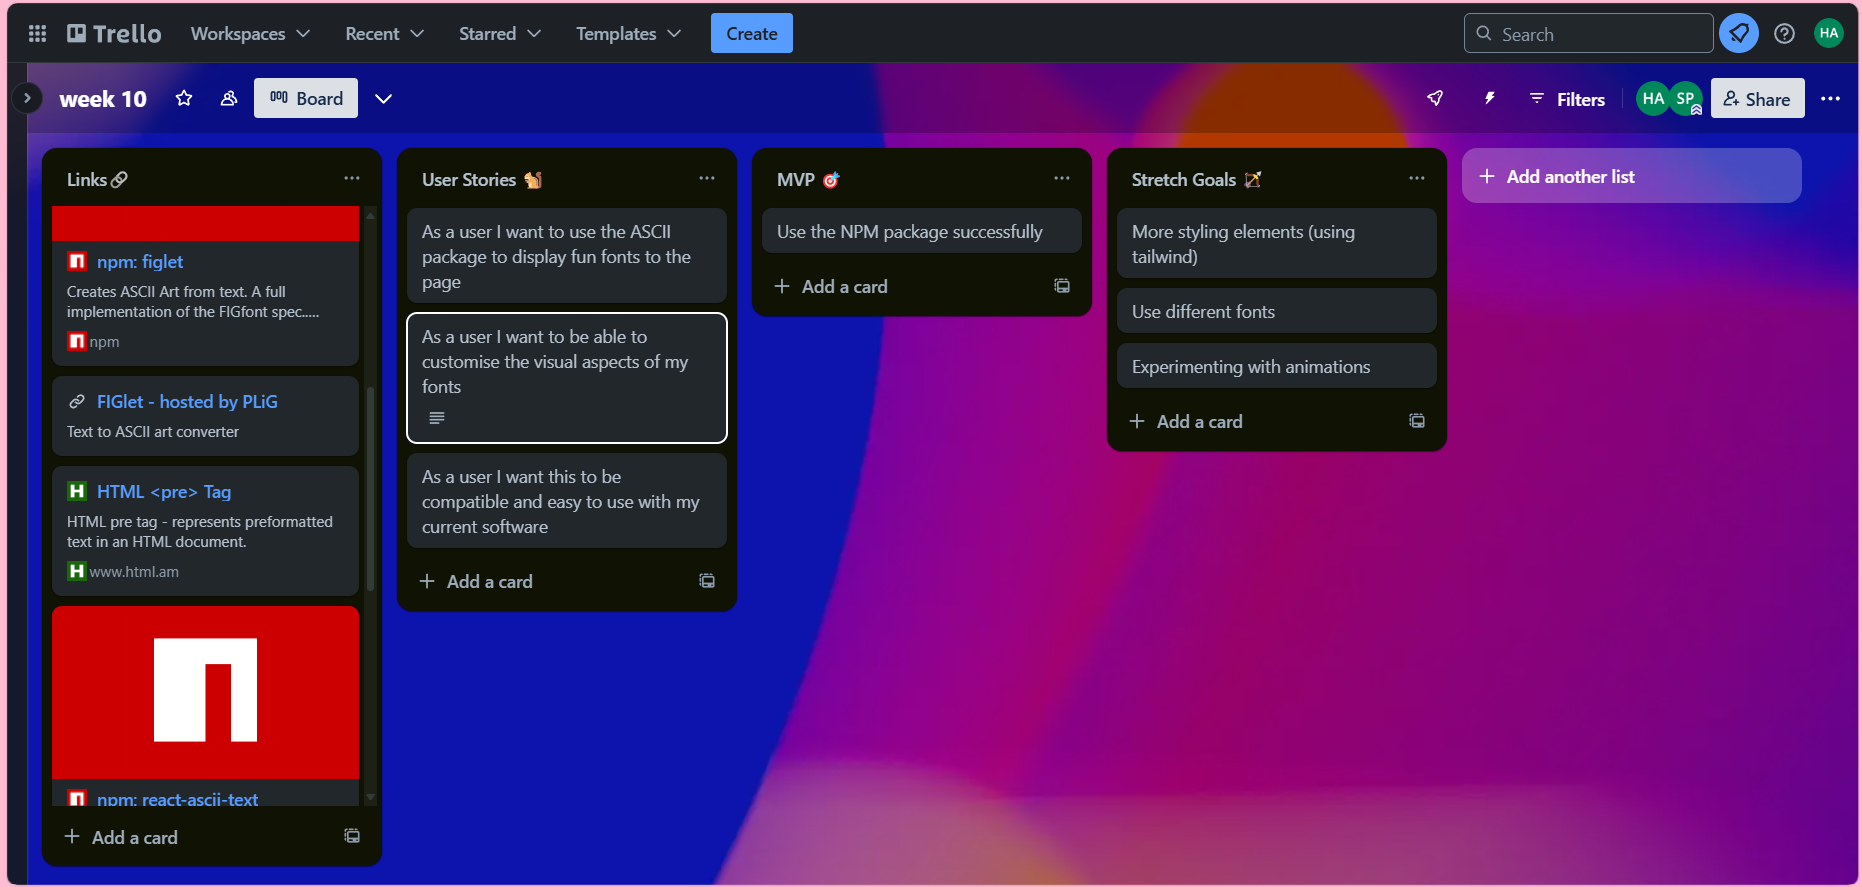 Trello
Workspaces
Recent
Starred
Templates
Create
Search
HA
week 10
Board
Filters
HA
SP
Share
Links
npm: figlet
Creates ASCII Art from text. A full
implementation of the FIGfont spec......
npm
FIGlet - hosted by PLiG
Text to ASCII art converter
HTML <pre> Tag
HTML pre tag - represents preformatted
text in an HTML document.
www.html.am
npm: react-ascii-text
+ Add a card
User Stories
As a user I want to use the ASCII
package to display fun fonts to the
page
As a user I want to be able to
customise the visual aspects of my
fonts
As a user I want this to be
compatible and easy to use with my
current software
+ Add a card
MVP
Use the NPM package successfully
+ Add a card
Stretch Goals
More styling elements (using
tailwind)
Use different fonts
Experimenting with animations
+ Add a card
+ Add another list